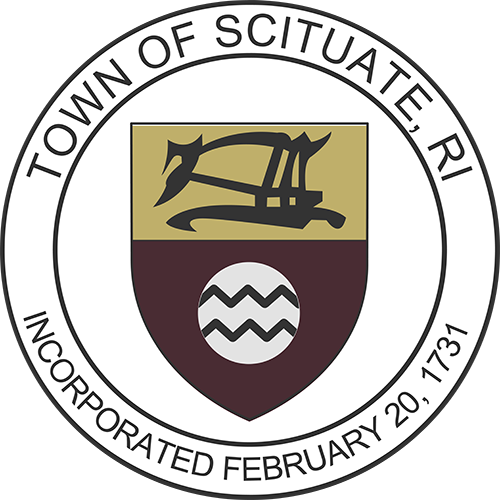 TOWN OF SCITUATE, RI
INCORPORATED FEBRUARY 20, 1731